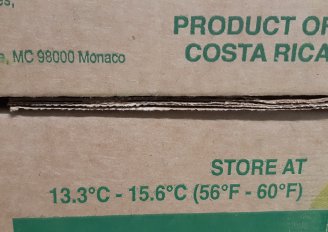 PRODUCT OF
COSTA RICA
MC 98000 Monaco
STORE AT
13.3°C - 15.6°C (56°F - 60°F)